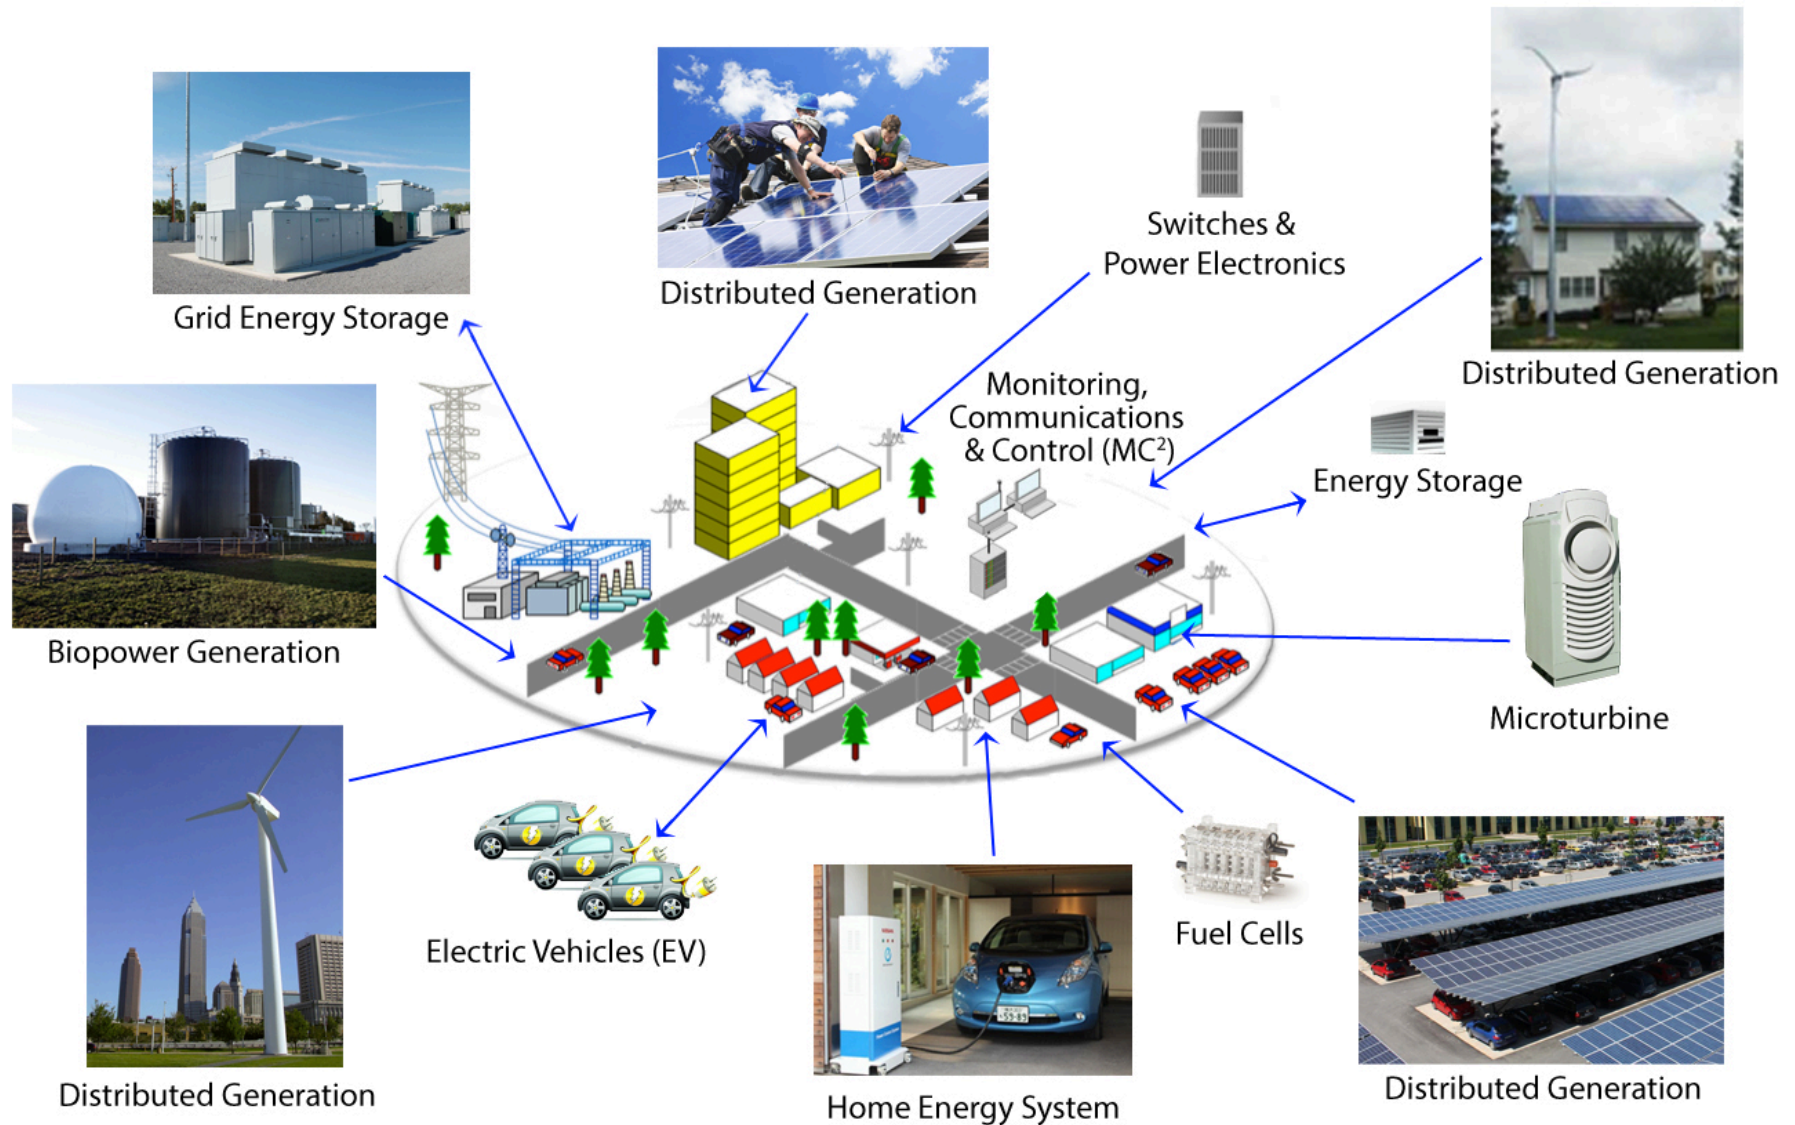 Distributed Generation
Switches &
Power Electronics
Grid Energy Storage
Distributed Generation
Monitoring,
Communications
& Control (MC²)
Energy Storage
Biopower Generation
Microturbine
Electric Vehicles (EV)
Fuel Cells
Distributed Generation
Home Energy System
Distributed Generation